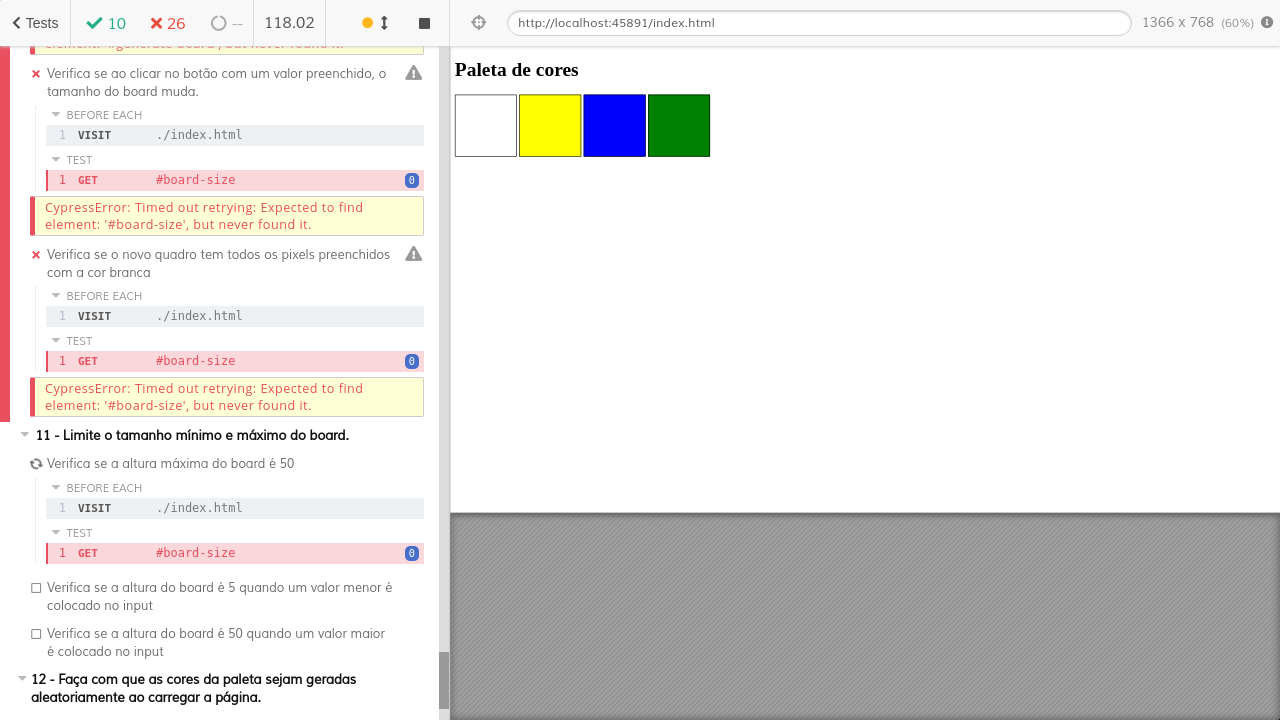 Tests
10
26
--
118.02
http://localhost:45891/index.html
1366 x 768 (60%)
element: '#generate-board', but never found it.
Verifica se ao clicar no botão com um valor preenchido, o
tamanho do board muda.
BEFORE EACH
1 VISIT ./index.html
TEST
1 GET #board-size 0
CypressError: Timed out retrying: Expected to find
element: '#board-size', but never found it.
Verifica se o novo quadro tem todos os pixels preenchidos
com a cor branca
BEFORE EACH
1 VISIT ./index.html
TEST
1 GET #board-size 0
CypressError: Timed out retrying: Expected to find
element: '#board-size', but never found it.
11 - Limite o tamanho mínimo e máximo do board.
Verifica se a altura máxima do board é 50
BEFORE EACH
1 VISIT ./index.html
TEST
1 GET #board-size 0
Verifica se a altura do board é 5 quando um valor menor é
colocado no input
Verifica se a altura do board é 50 quando um valor maior
é colocado no input
12 - Faça com que as cores da paleta sejam geradas
aleatoriamente ao carregar a página.
Paleta de cores